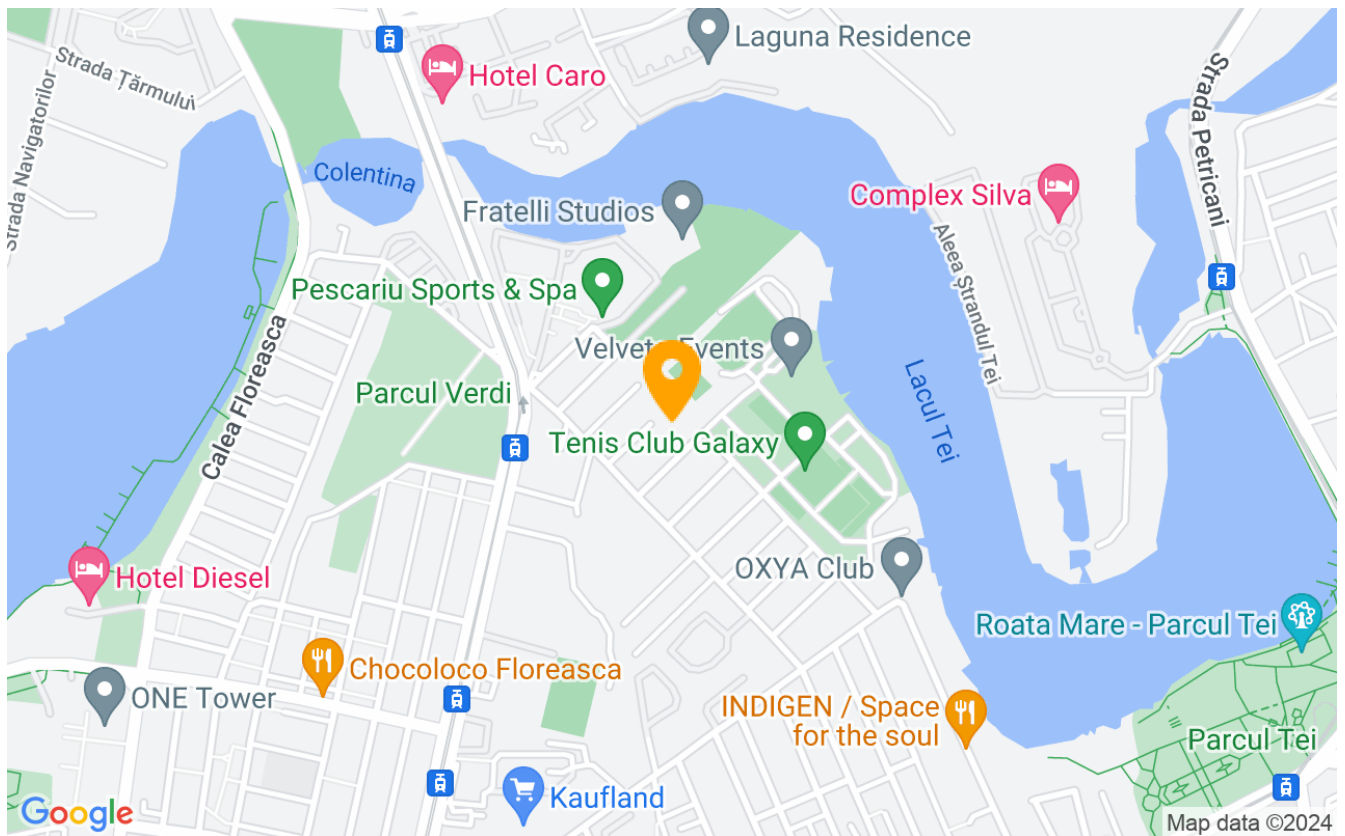 Laguna Residence
Strada Țărmului
Hotel Caro
Strada Navigatorilor
Strada Petricani
Colentina
Complex Silva
Fratelli Studios
Aleea Ștrandul Tei
Pescariu Sports & Spa
Calea Floreasca
Events
Parcul Verdi
Lacul Tei
Tenis Club Galaxy
OXYA Club
Hotel Diesel
Roata Mare - Parcul Tei
Chocoloco Floreasca
ONE Tower
INDIGEN / Space
for the soul
Parcul Tei
Kaufland
Google
Map data ©2024